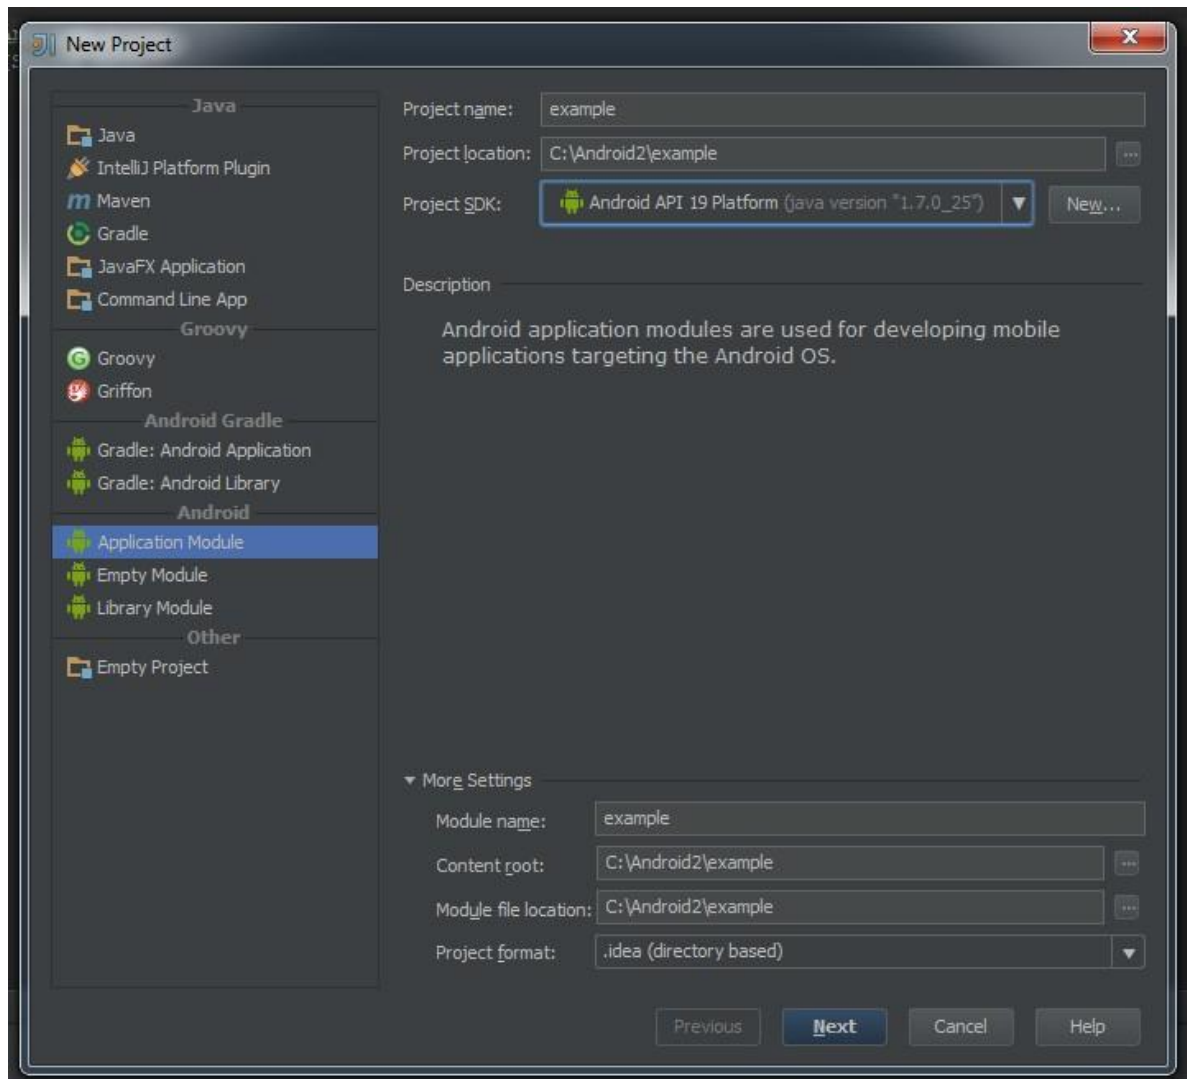 New Project
Java
Java
IntelliJ Platform Plugin
Maven
Gradle
JavaFX Application
Command Line App
Groovy
Groovy
Griffon
Android Gradle
Gradle: Android Application
Gradle: Android Library
Android
Application Module
Empty Module
Library Module
Other
Empty Project
Project name: example
Project location: C:\Android2\example ...
Project SDK: Android API 19 Platform (java version "1.7.0_25") New...
Description
Android application modules are used for developing mobile
applications targeting the Android OS.
More Settings
Module name: example
Content root: C:\Android2\example ...
Module file location: C:\Android2\example ...
Project format: .idea (directory based)
Previous Next Cancel Help